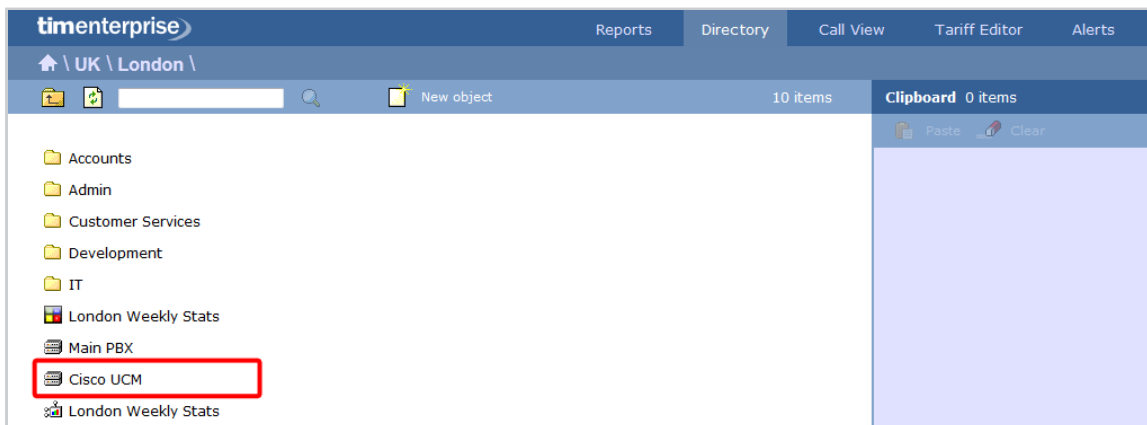 timenterprise
Reports Directory Call View Tariff Editor Alerts
\ UK \ London \
New object 10 items Clipboard 0 items
Paste Clear
Accounts
Admin
Customer Services
Development
IT
London Weekly Stats
Main PBX
Cisco UCM
London Weekly Stats